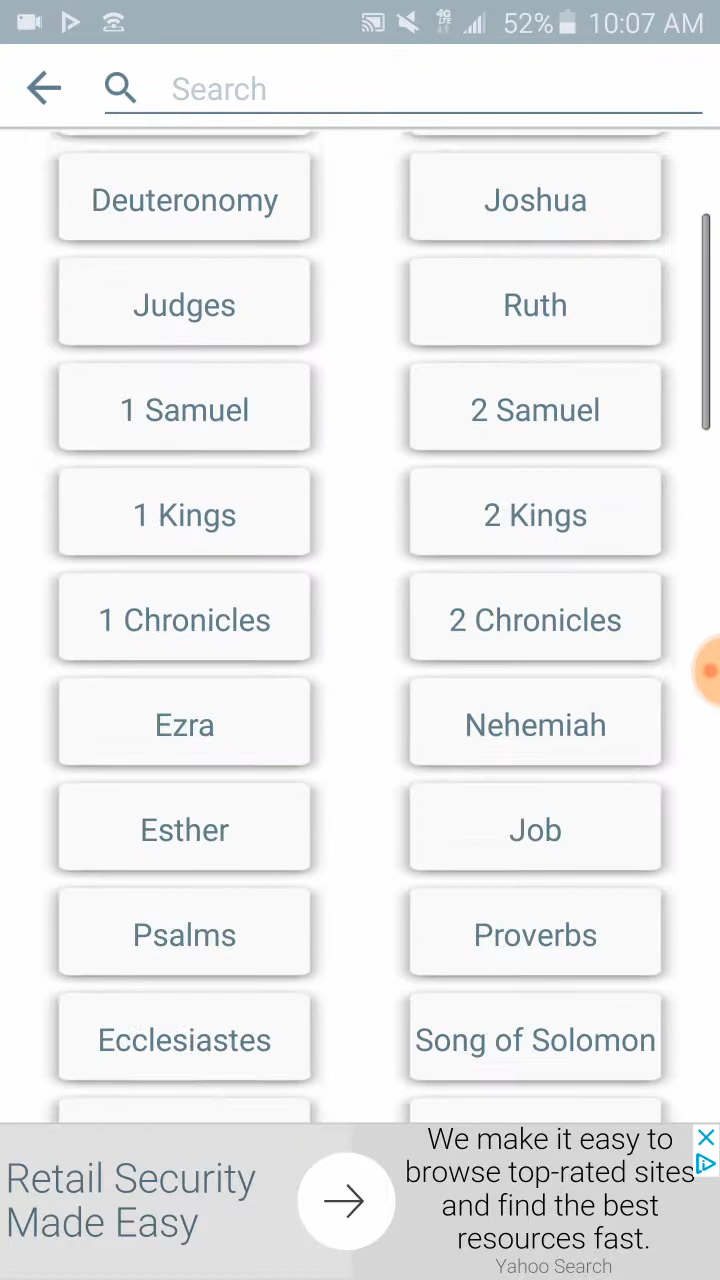 4G LTE 52% 10:07 AM
Search
Deuteronomy Joshua
Judges Ruth
1 Samuel 2 Samuel
1 Kings 2 Kings
1 Chronicles 2 Chronicles
Ezra Nehemiah
Esther Job
Psalms Proverbs
Ecclesiastes Song of Solomon
Retail Security
Made Easy
We make it easy to
browse top-rated sites
and find the best
resources fast.
Yahoo Search